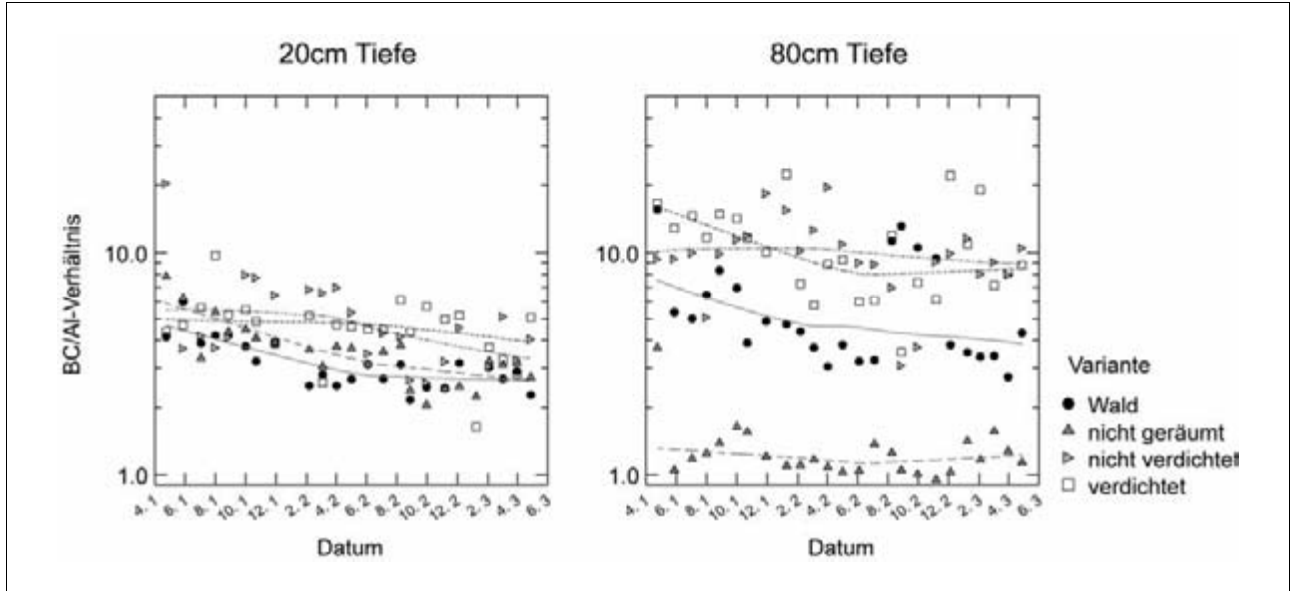 20cm Tiefe
80cm Tiefe
BC/Al-Verhältnis
10.0
1.0
4. 1 6. 1 8. 1 10. 1 12. 1 2. 2 4. 2 6. 2 8. 2 10. 2 12. 2 2. 3 4. 3 6. 3
Datum
10.0
1.0
4. 1 6. 1 8. 1 10. 1 12. 1 2. 2 4. 2 6. 2 8. 2 10. 2 12. 2 2. 3 4. 3 6. 3
Datum
Variante
Wald
nicht geräumt
nicht verdichtet
verdichtet